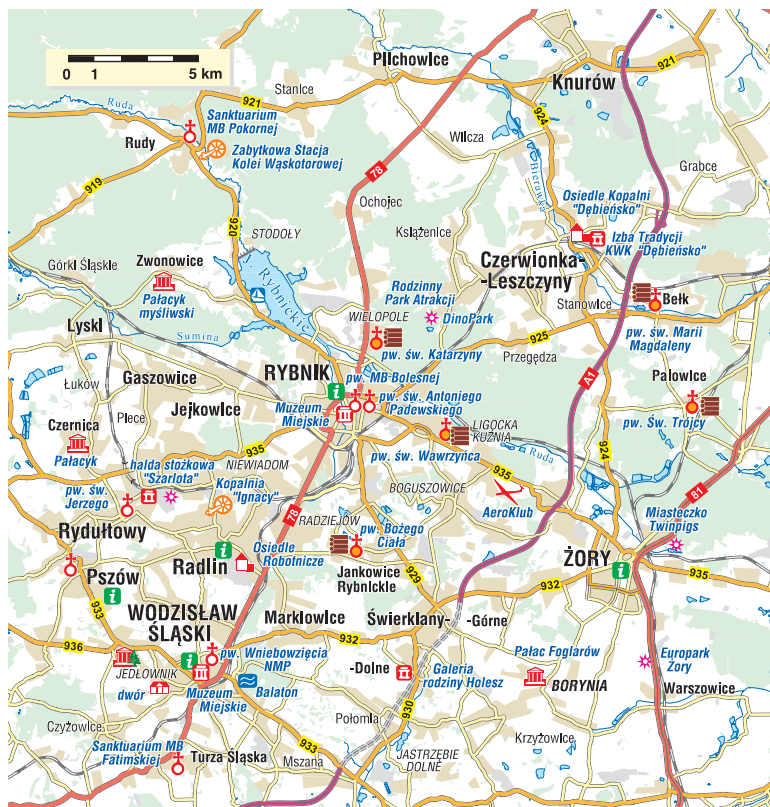 0 1 5 km
Pilchowice
Knurów
921
Stanice
921
Ruda
Sanktuarium
MB Pokornej
924
Rudy
Zabytkowa Stacja
Kolei Wąskotorowej
Wilcza
Bierawka
78
Grabce
919
Ochojec
Osiedle Kopalni
"Dębieńsko"
920
STODOŁY
Książenice
Izba Tradycji
KWK "Dębieńsko"
Czerwionka-
-Leszczyny
Górki Śląskie
Zwonowice
Rybnickie
Rodzinny
Park Atrakcji
Pałacyk
myśliwski
DinoPark
Stanowice
Bełk
WIELOPOLE
Lyski
Sumina
925
pw. św. Marii
Magdaleny
pw. św. Katarzyny
Przegędza
RYBNIK
pw. MB Bolesnej
A1
Palowice
Łuków
Gaszowice
Piece
Jejkowice
Muzeum
Miejskie
pw. św. Antoniego
Padewskiego
pw. Św. Trójcy
Czernica
LIGOCKA
KUŹNIA
935
Ruda
924
Pałacyk
NIEWIADOM
pw. św. Wawrzyńca
935
halda stożkowa
"Szarlota"
pw. św.
Jerzego
Kopalnia
"Ignacy"
BOGUSZOWICE
81
78
AeroKlub
Miasteczko
Twinpigs
RADZIEJÓW
pw. Bożego
Ciała
Rydułtowy
Radlin
Osiedle
Robotnicze
ŻORY
Pszów
Jankowice
Rybnickie
929
932
935
933
WODZISŁAW
ŚLĄSKI
Marklowice
Świerklany-
-Górne
936
932
pw. Wniebowzięcia
NMP
Pałac Foglarów
Europark
Żory
JEDŁOWNIK
-Dolne
Galeria
rodziny Holesz
BORYNIA
dwór
Muzeum
Miejskie
Balaton
Warszowice
930
Połomia
Czyżowice
933
Krzyżowice
Sanktuarium MB
Fatimskiej
Turza Śląska
Mszana
JASTRZĘBIE
DOLNE